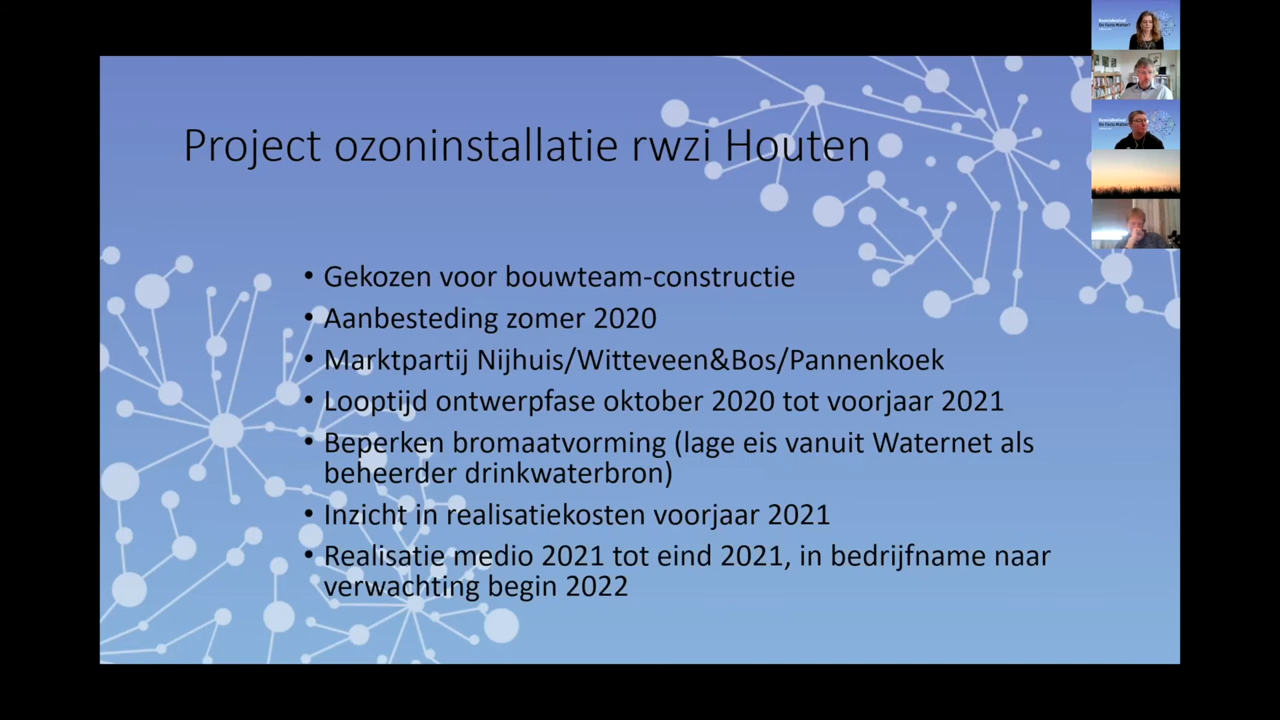 Project ozoninstallatie rwzi Houten
• Gekozen voor bouwteam-constructie
• Aanbesteding zomer 2020
• Marktpartij Nijhuis/Witteveen&Bos/Pannenkoek
• Looptijd ontwerpfase oktober 2020 tot voorjaar 2021
• Beperken bromaatvorming (lage eis vanuit Waternet als
beheerder drinkwaterbron)
• Inzicht in realisatiekosten voorjaar 2021
• Realisatie medio 2021 tot eind 2021, in bedrijfname naar
verwachting begin 2022